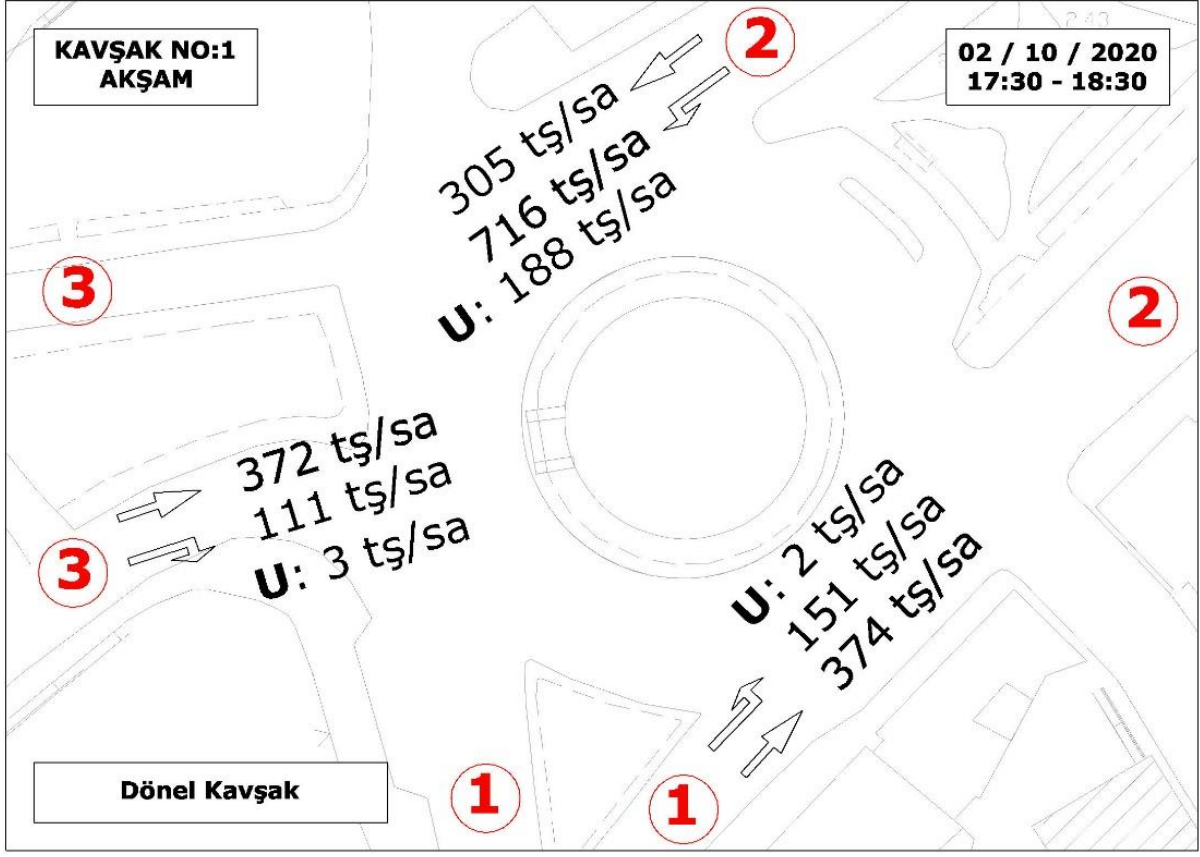 KAVŞAK NO:1
AKŞAM
2
02 / 10 / 2020
17:30 - 18:30
305 tş/sa
716 tş/sa
U: 188 tş/sa
3
2
372 tş/sa
111 tş/sa
U: 3 tş/sa
3
U: 2 tş/sa
151 tş/sa
374 tş/sa
Dönel Kavşak
1
1